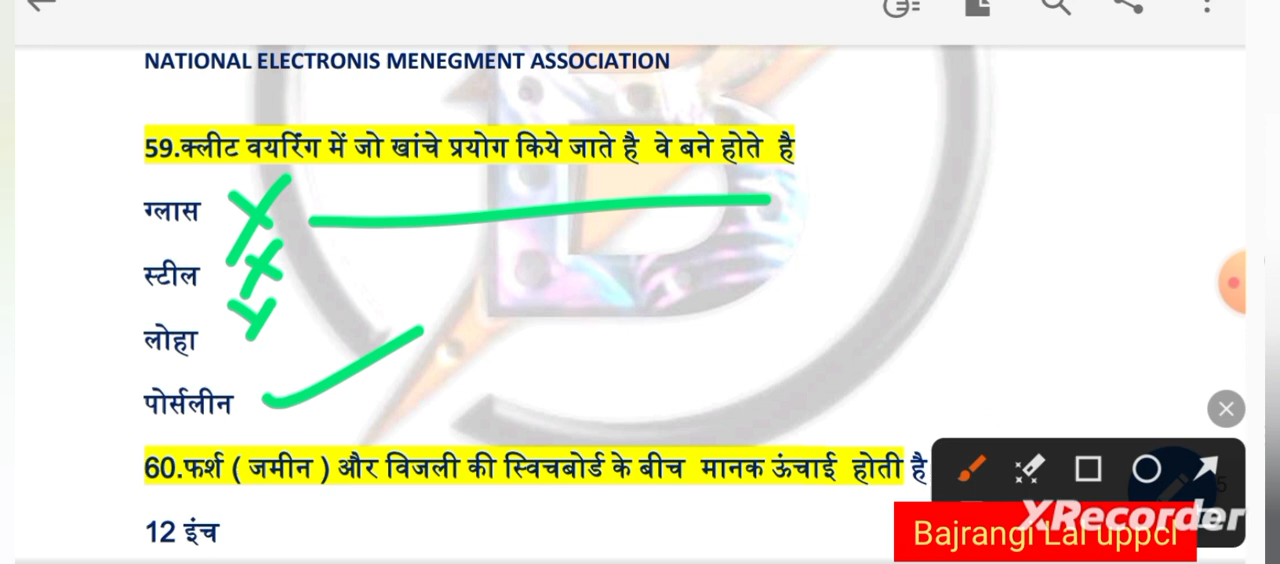 NATIONAL ELECTRONIS MENEGMENT ASSOCIATION
59.क्लीट वयरिंग में जो खांचे प्रयोग किये जाते है वे बने होते है
ग्लास
स्टील
लोहा
पोर्सलीन
60.फर्श ( जमीन ) और विजली की स्विचबोर्ड के बीच मानक ऊंचाई होती है
12 इंच
XRecorder
Bajrangi Lal uppcl